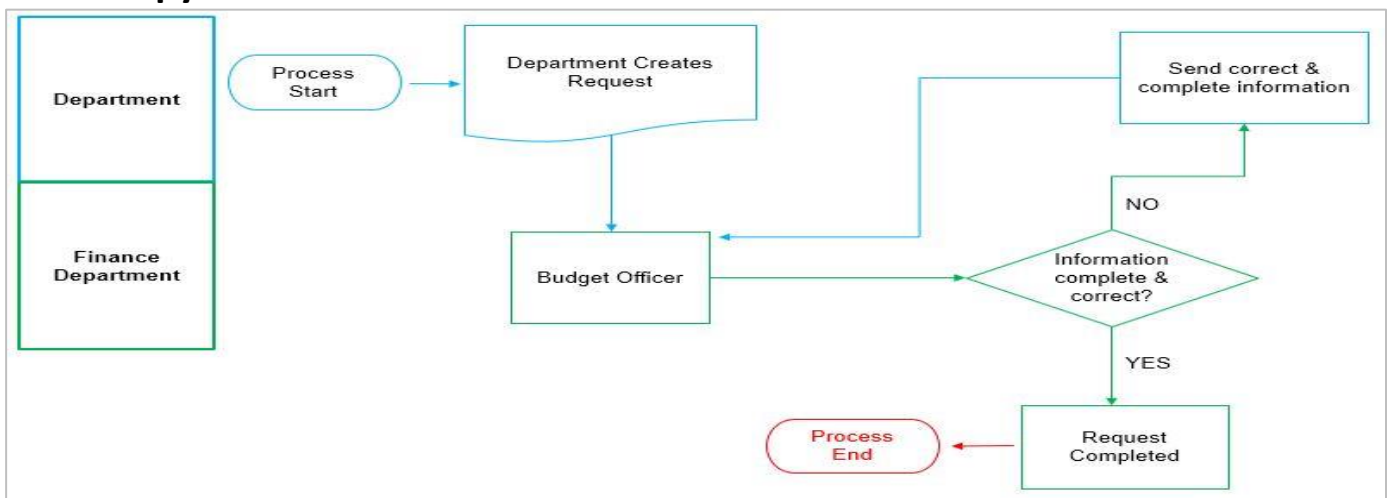 Department
Process
Start
Department Creates
Request
Send correct &
complete information
NO
Finance
Department
Budget Officer
Information
complete &
correct?
YES
Process
End
Request
Completed